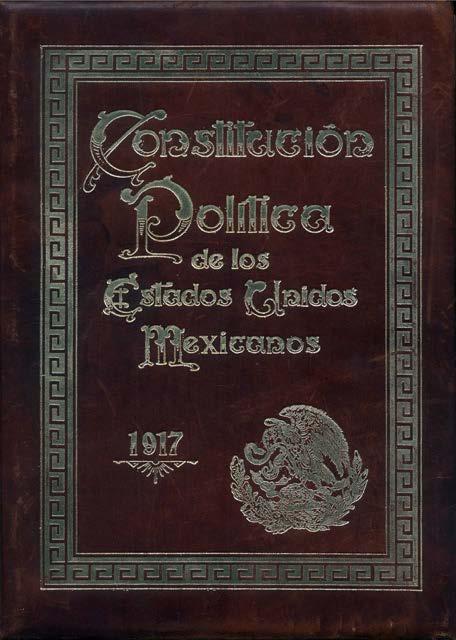 Constitución
Política
de los
Estados Unidos
Mexicanos
1917